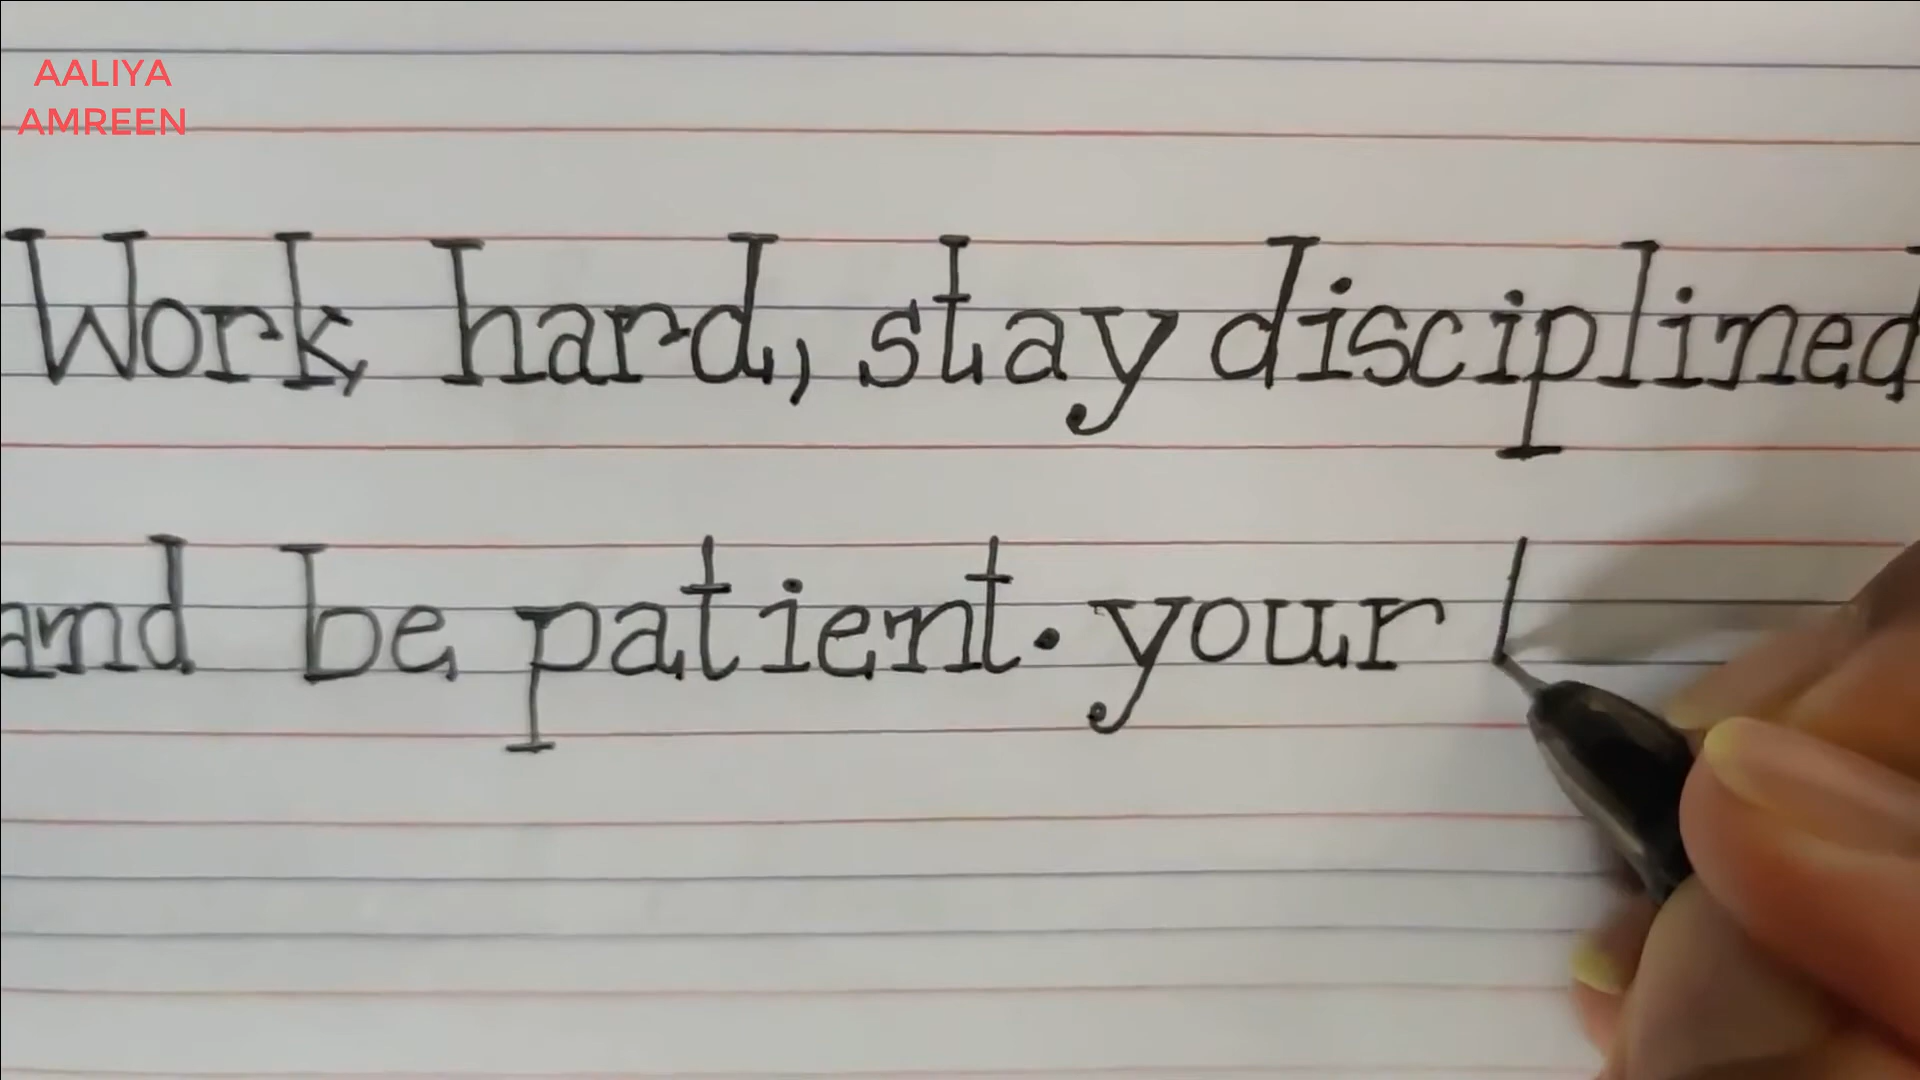 AALIYA
AMREEN
Work hard, stay disciplined
and be patient. your